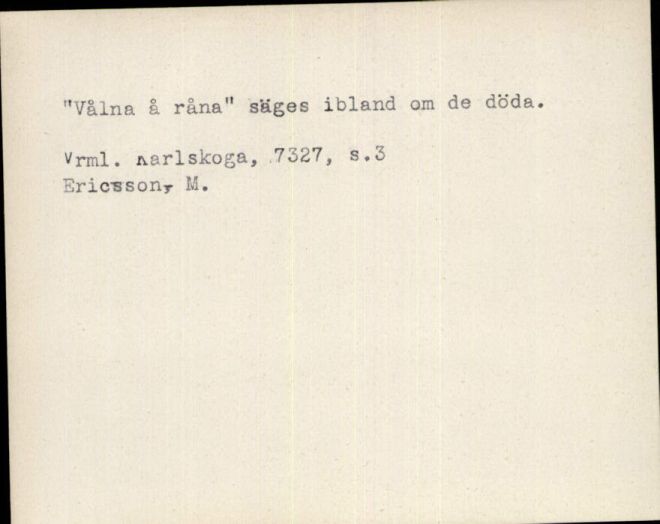 "Vålna å råna" säges ibland om de döda.
Vrml. Karlskoga, 7327, s.3
Ericsson, M.